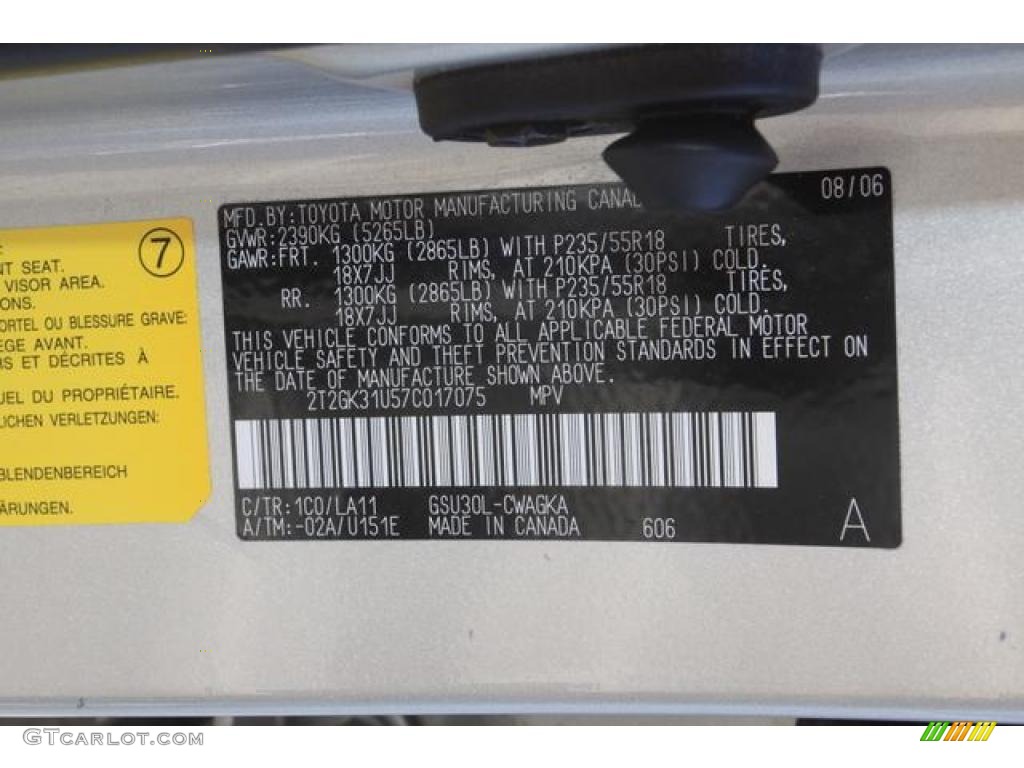 7
E:
NT SEAT.
VISOR AREA.
ONS.
ORTEL OU BLESSURE GRAVE:
EGE AVANT.
RS ET DÉCRITES À
UEL DU PROPRIÉTAIRE.
LICHEN VERLETZUNGEN:
BLENDENBEREICH
ÄRUNGEN.
08/06
MFD.BY:TOYOTA MOTOR MANUFACTURING CANA
GVWR:2390KG (5265LB)
GAWR:FRT. 1300KG (2865LB) WITH P235/55R18 TIRES,
18X7JJ RIMS, AT 210KPA (30PSI) COLD.
RR. 1300KG (2865LB) WITH P235/55R18 TIRES,
18X7JJ RIMS, AT 210KPA (30PSI) COLD.
THIS VEHICLE CONFORMS TO ALL APPLICABLE FEDERAL MOTOR
VEHICLE SAFETY AND THEFT PREVENTION STANDARDS IN EFFECT ON
THE DATE OF MANUFACTURE SHOWN ABOVE.
2T2GK31U57C017075 MPV
C/TR:1C0/LA11 GSU30L-CWAGKA
A/TM:-02A/U151E MADE IN CANADA 606 A
GTCarlot.com